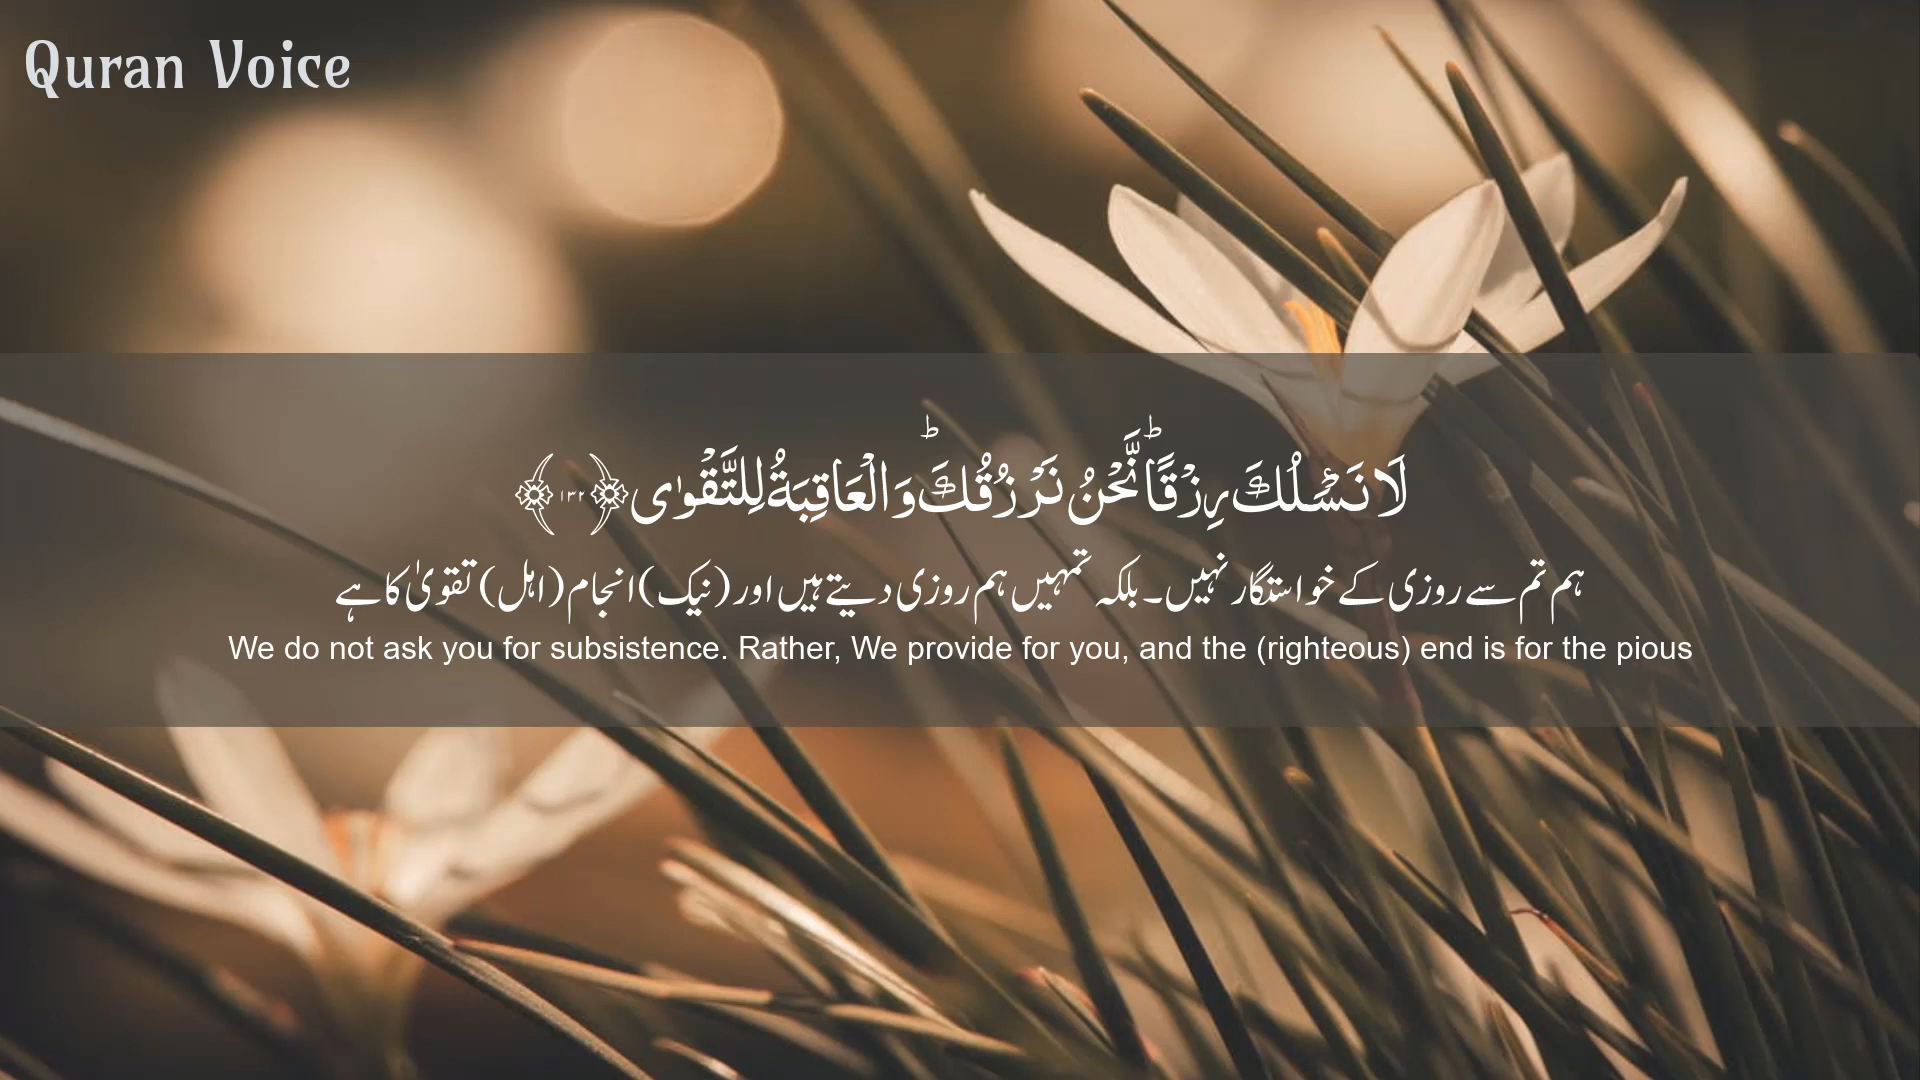 Quran Voice
لَا نَسْـَٔلُكَ رِزْقًاؕ نَّحْنُ نَرْزُقُكَؕ وَالْعَاقِبَةُ لِلتَّقْوٰى ﴿۱۳۲﴾
ہم تم سے روزی کے خواستگار نہیں۔ بلکہ تمہیں ہم روزی دیتے ہیں اور (نیک) انجام (اہل) تقویٰ کا ہے
We do not ask you for subsistence. Rather, We provide for you, and the (righteous) end is for the pious